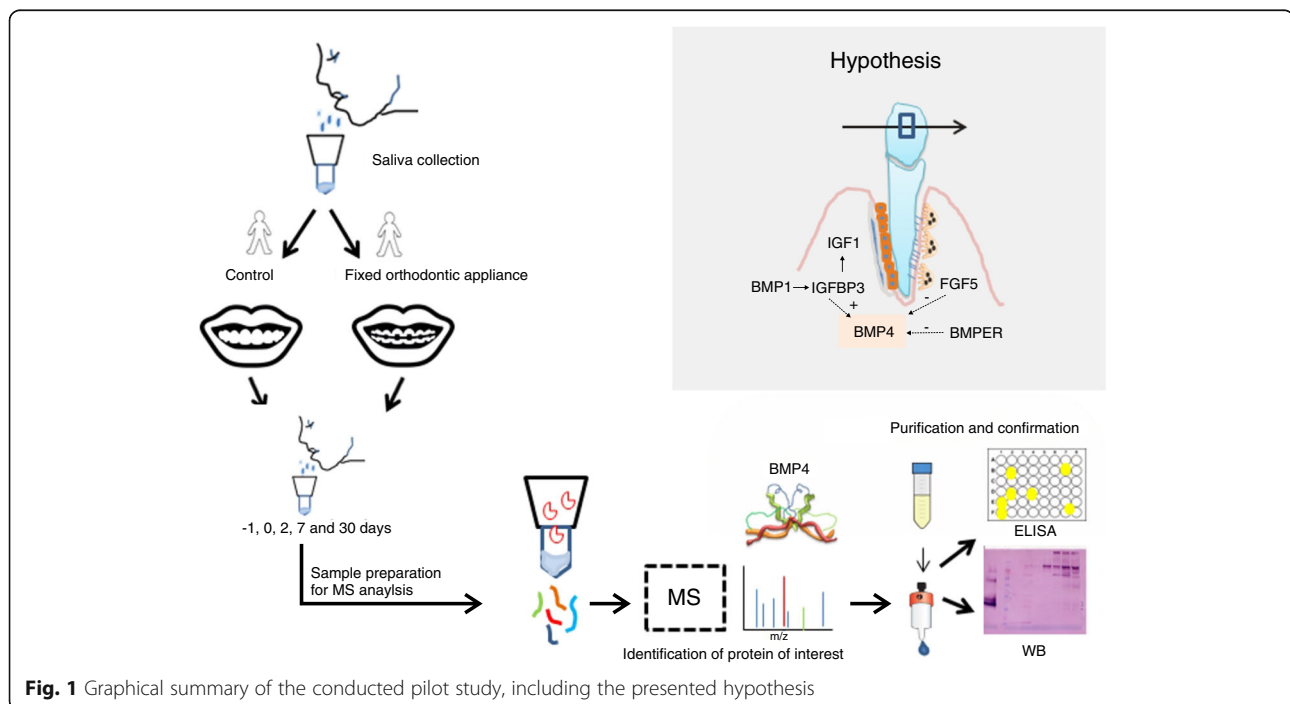 Saliva collection
Control
Fixed orthodontic appliance
-1, 0, 2, 7 and 30 days
Sample preparation
for MS anaylsis
Hypothesis
IGF1
BMP1
IGFBP3
FGF5
+
-
BMP4
-
BMPER
MS
BMP4
m/z
Identification of protein of interest
Purification and confirmation
ELISA
WB
Fig. 1 Graphical summary of the conducted pilot study, including the presented hypothesis